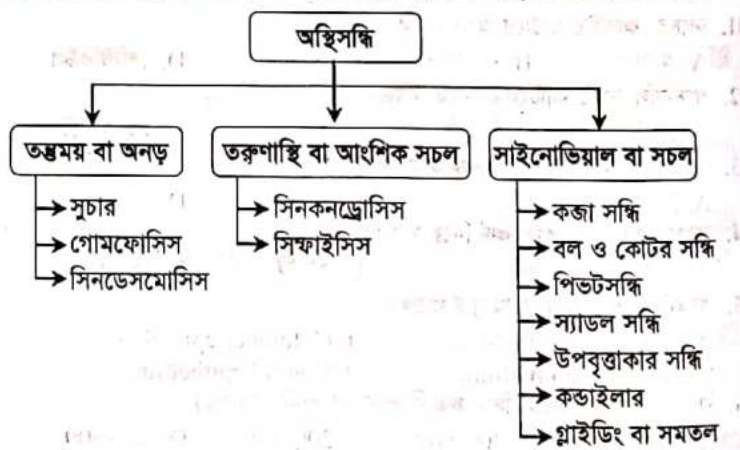 অস্থিসন্ধি
তন্তুময় বা অনড়
সুচার
গোমফোসিস
সিনডেসমোসিস
তরুণাস্থি বা আংশিক সচল
সিনকনড্রোসিস
সিম্ফাইসিস
সাইনোভিয়াল বা সচল
কজা সন্ধি
বল ও কোটর সন্ধি
পিভটসন্ধি
স্যাডল সন্ধি
উপবৃত্তাকার সন্ধি
কন্ডাইলার
গ্লাইডিং বা সমতল